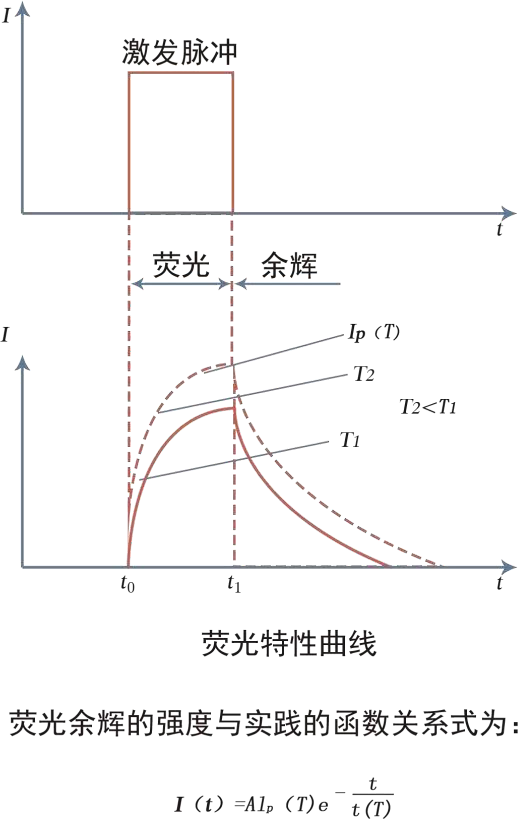 I
激发脉冲
t
荧光 余辉
I
Ip (T)
T2
T2<T1
T1
t0 t1 t
荧光特性曲线
荧光余辉的强度与实践的函数关系式为：
I (t) =Alp (T) e − t / t (T)